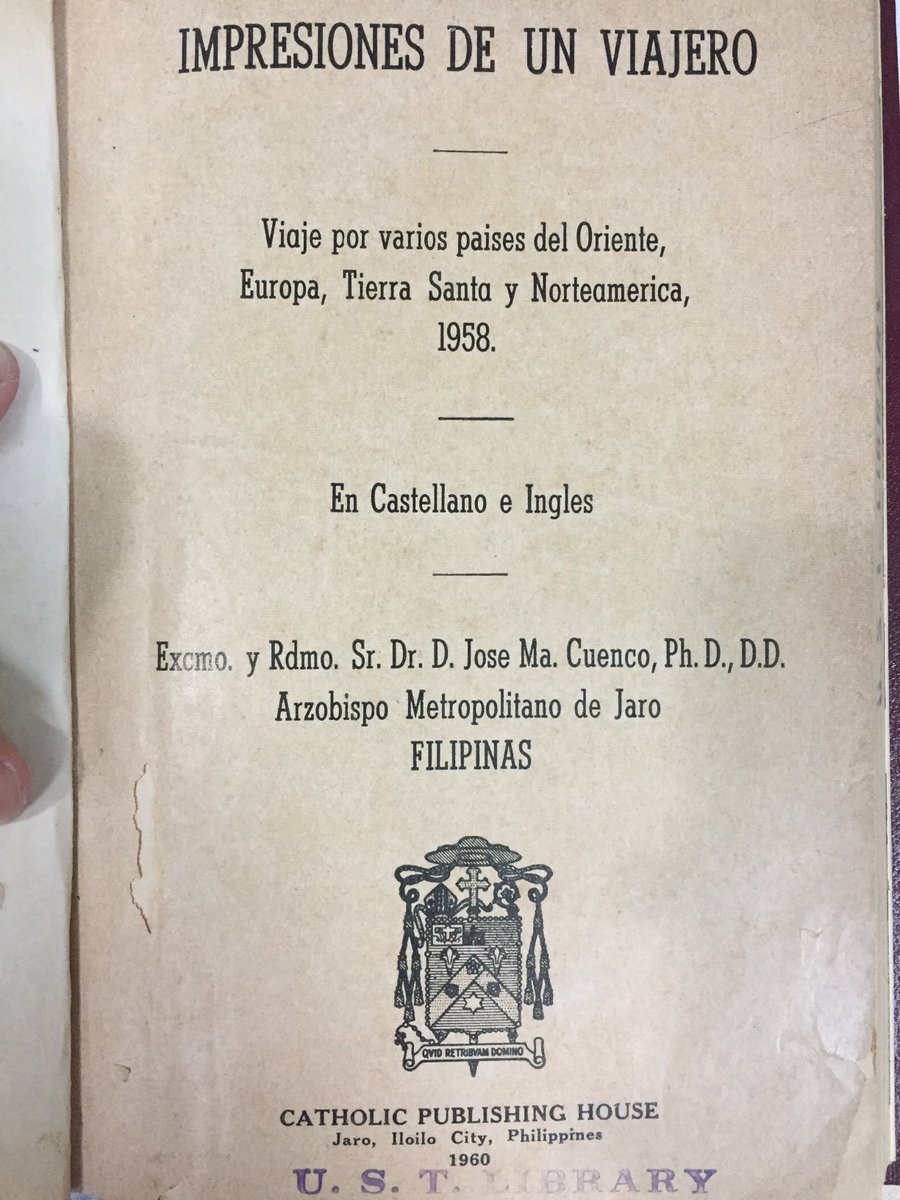 IMPRESIONES DE UN VIAJERO
Viaje por varios paises del Oriente,
Europa, Tierra Santa y Norteamerica,
1958.
En Castellano e Ingles
Excmo. y Rdmo. Sr. Dr. D. Jose Ma. Cuenco, Ph. D., D.D.
Arzobispo Metropolitano de Jaro
FILIPINAS
QVID RETRIBVAM DOMINO
CATHOLIC PUBLISHING HOUSE
Jaro, Iloilo City, Philippines
1960
U. S. T. LIBRARY